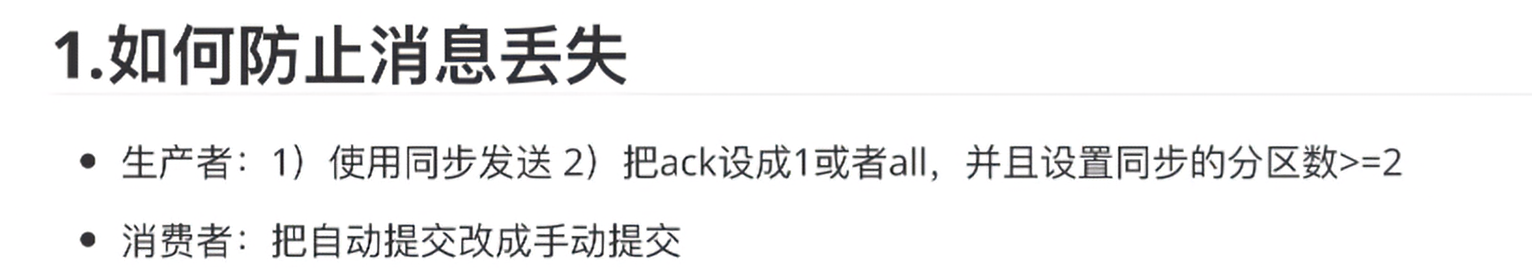 1.如何防止消息丢失
• 生产者：1）使用同步发送 2）把ack设成1或者all，并且设置同步的分区数>=2
• 消费者：把自动提交改成手动提交